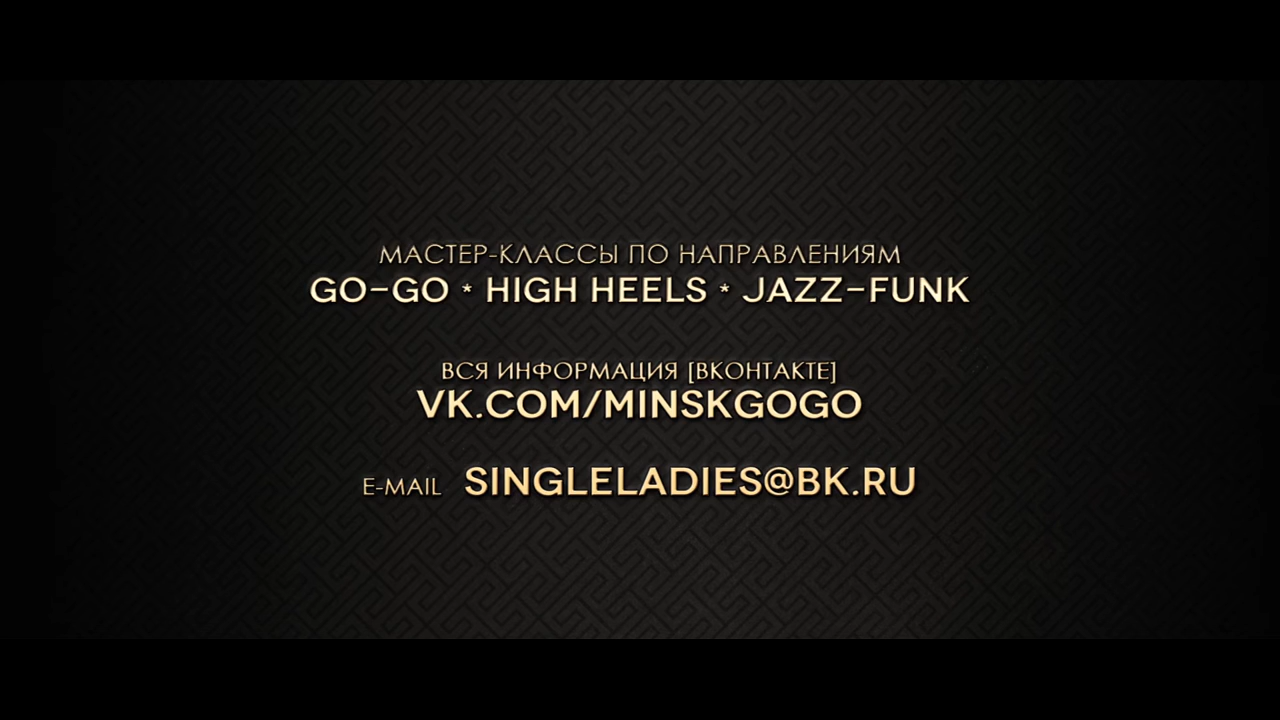 МАСТЕР-КЛАССЫ ПО НАПРАВЛЕНИЯМ
GO-GO * HIGH HEELS * JAZZ-FUNK
ВСЯ ИНФОРМАЦИЯ [ВКОНТАКТЕ]
VK.COM/MINSKGOGO
E-MAIL SINGLELADIES@BK.RU